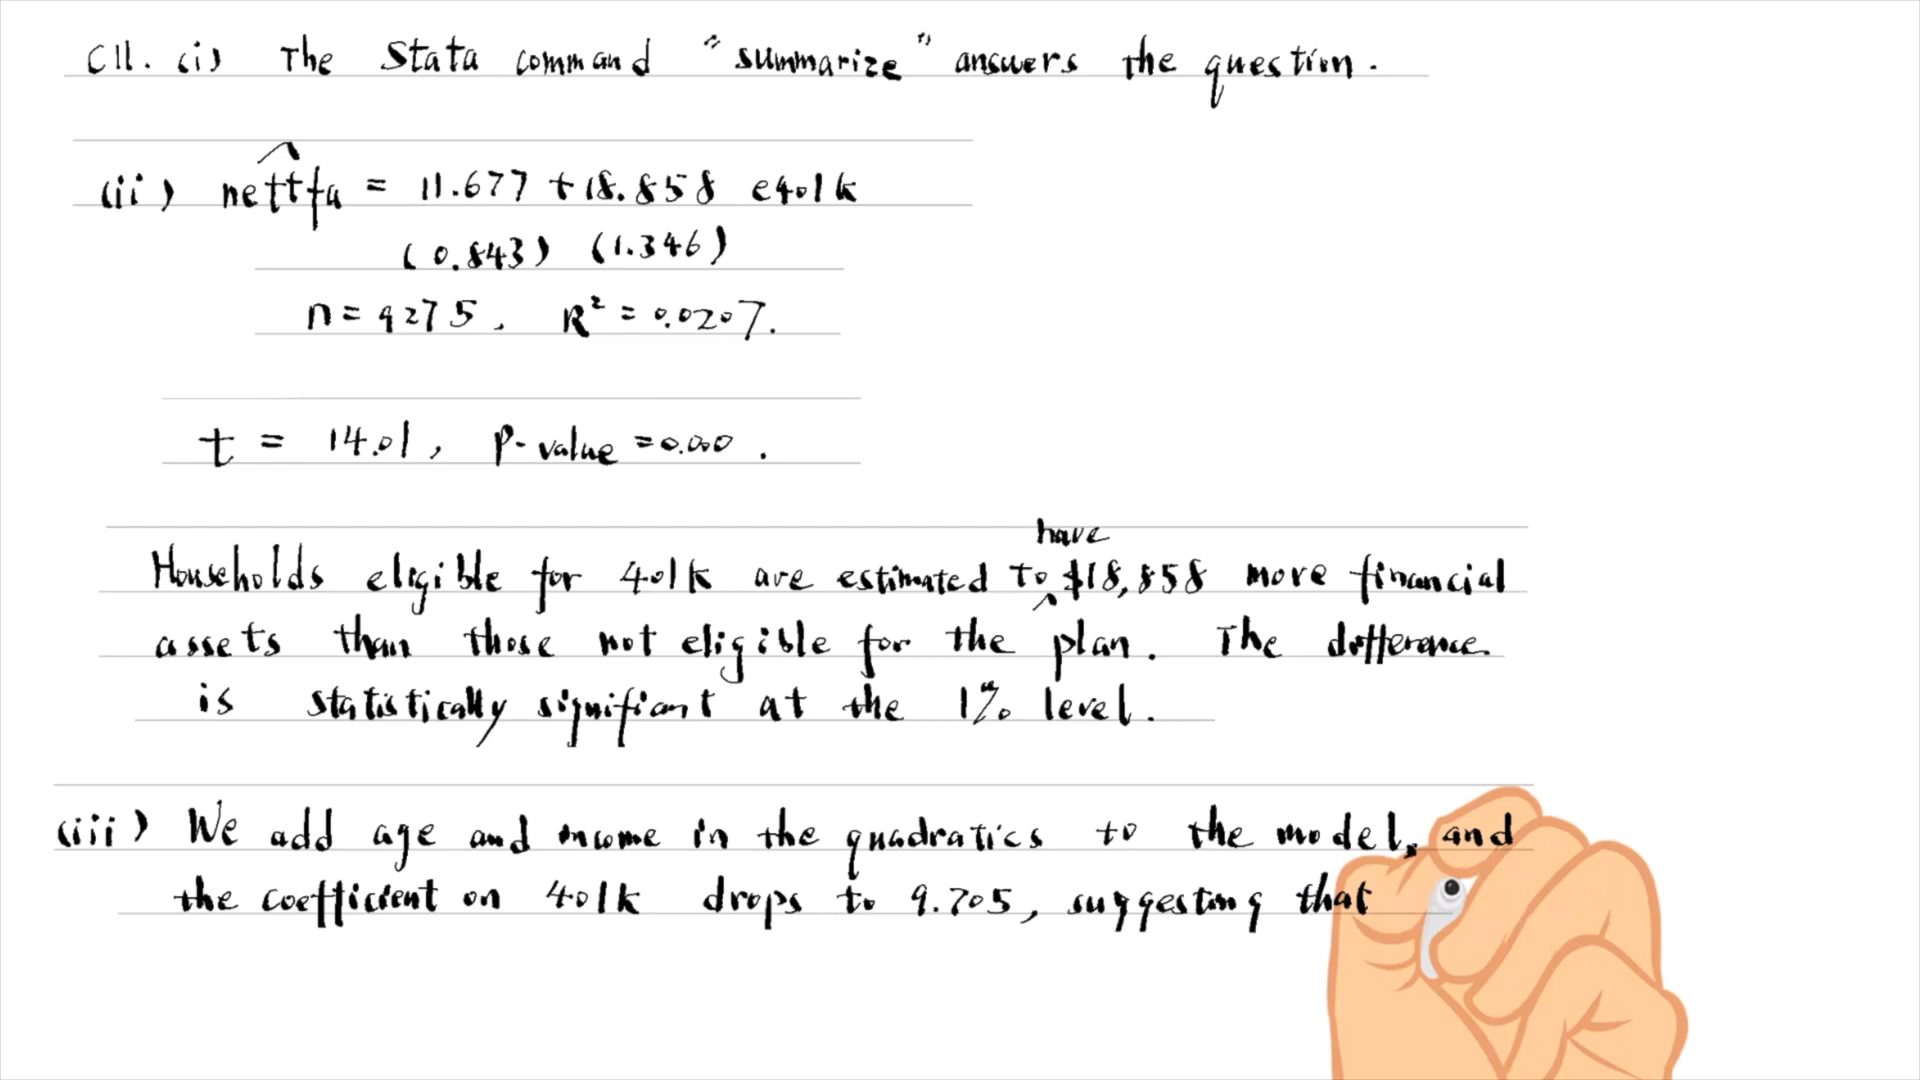 C11. (i) The Stata command "summarize" answers the question.
(ii) nettfa = 11.677 + 18.858 e401k
(0.843) (1.346)
n = 9275, R² = 0.0207.
t = 14.01, P-value = 0.000.
have
Households eligible for 401k are estimated to ^ $18,858 more financial
assets than those not eligible for the plan. The difference
is statistically signifiant at the 1% level.
(iii) We add age and income in the quadratics to the model, and
the coefficient on 401k drops to 9.705, suggesting that